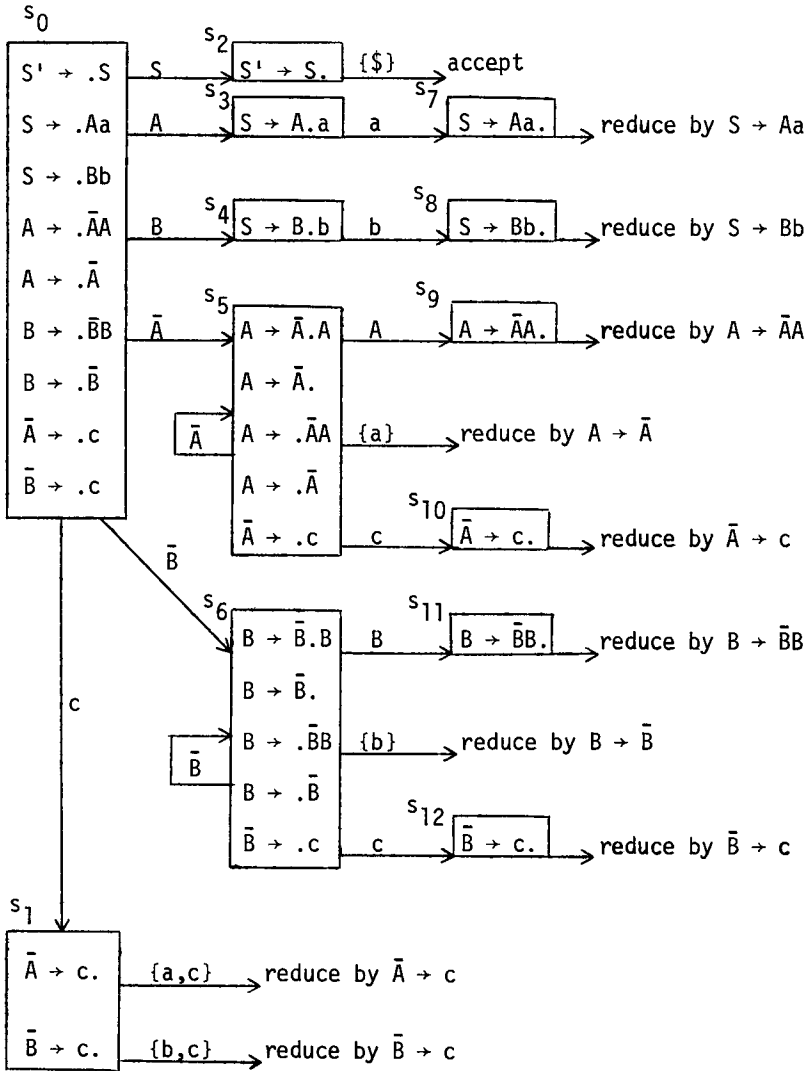 s0
S' → .S
S → .Aa
S → .Bb
A → .ĀA
A → .Ā
B → .B̄B
B → .B̄
Ā → .c
B̄ → .c
S
s2
S' → S.
{$}
accept
A
s3
S → A.a
a
s7
S → Aa.
reduce by S → Aa
B
s4
S → B.b
b
s8
S → Bb.
reduce by S → Bb
Ā
s5
A → Ā.A
A → Ā.
A → .ĀA
A → .Ā
Ā → .c
Ā
A
s9
A → ĀA.
reduce by A → ĀA
{a}
reduce by A → Ā
c
s10
Ā → c.
reduce by Ā → c
B̄
s6
B → B̄.B
B → B̄.
B → .B̄B
B → .B̄
B̄ → .c
B̄
B
s11
B → B̄B.
reduce by B → B̄B
{b}
reduce by B → B̄
c
s12
B̄ → c.
reduce by B̄ → c
c
s1
Ā → c.
{a,c}
reduce by Ā → c
B̄ → c.
{b,c}
reduce by B̄ → c